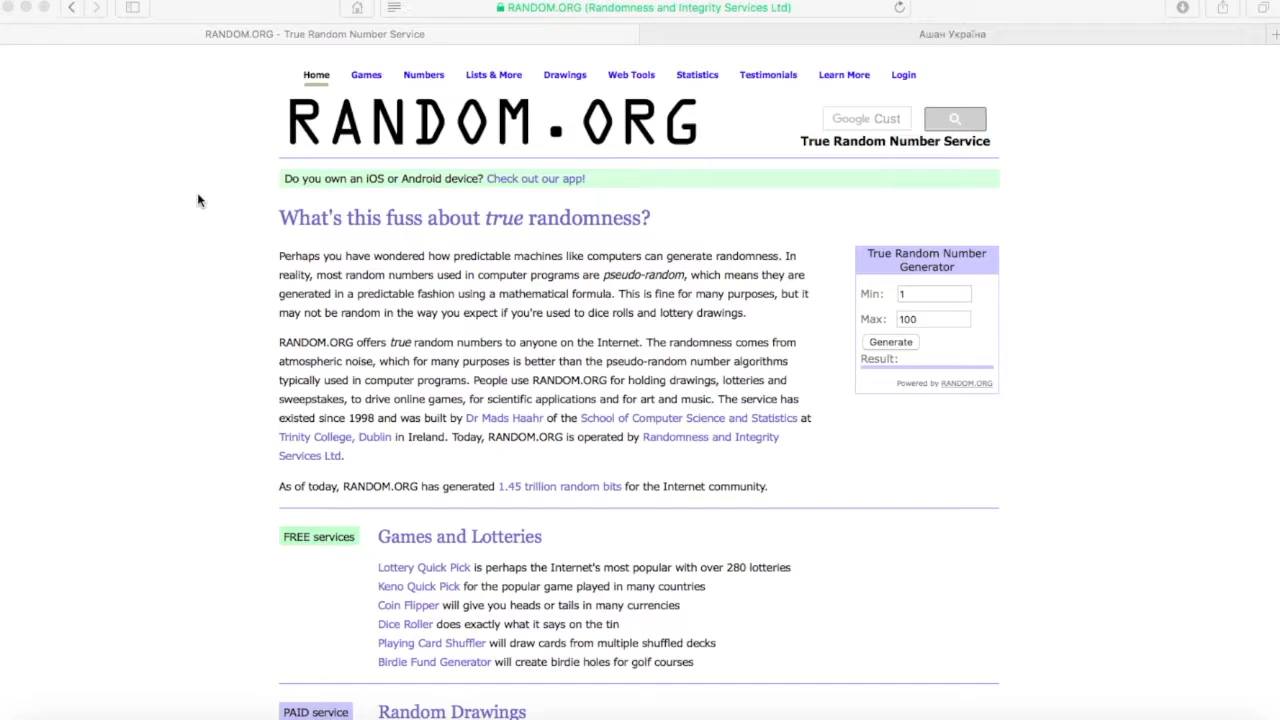 RANDOM.ORG (Randomness and Integrity Services Ltd)
RANDOM.ORG - True Random Number Service
Ашан Україна
Home Games Numbers Lists & More Drawings Web Tools Statistics Testimonials Learn More Login
RANDOM.ORG
Google Cust
True Random Number Service
Do you own an iOS or Android device? Check out our app!
What's this fuss about true randomness?
Perhaps you have wondered how predictable machines like computers can generate randomness. In
reality, most random numbers used in computer programs are pseudo-random, which means they are
generated in a predictable fashion using a mathematical formula. This is fine for many purposes, but it
may not be random in the way you expect if you're used to dice rolls and lottery drawings.
RANDOM.ORG offers true random numbers to anyone on the Internet. The randomness comes from
atmospheric noise, which for many purposes is better than the pseudo-random number algorithms
typically used in computer programs. People use RANDOM.ORG for holding drawings, lotteries and
sweepstakes, to drive online games, for scientific applications and for art and music. The service has
existed since 1998 and was built by Dr Mads Haahr of the School of Computer Science and Statistics at
Trinity College, Dublin in Ireland. Today, RANDOM.ORG is operated by Randomness and Integrity
Services Ltd.
As of today, RANDOM.ORG has generated 1.45 trillion random bits for the Internet community.
True Random Number
Generator
Min: 1
Max: 100
Generate
Result:
Powered by RANDOM.ORG
FREE services
Games and Lotteries
Lottery Quick Pick is perhaps the Internet's most popular with over 280 lotteries
Keno Quick Pick for the popular game played in many countries
Coin Flipper will give you heads or tails in many currencies
Dice Roller does exactly what it says on the tin
Playing Card Shuffler will draw cards from multiple shuffled decks
Birdie Fund Generator will create birdie holes for golf courses
PAID service
Random Drawings